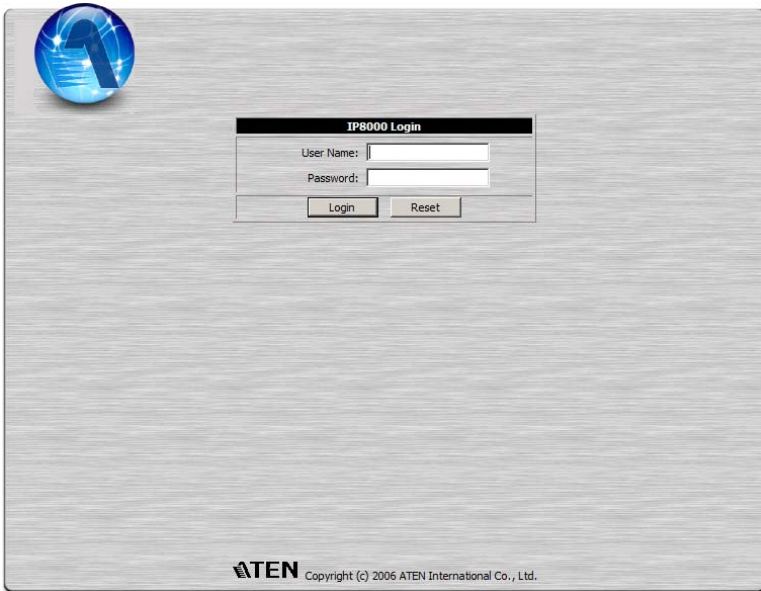 IP8000 Login
User Name:
Password:
Login Reset
ATEN Copyright (c) 2006 ATEN International Co., Ltd.